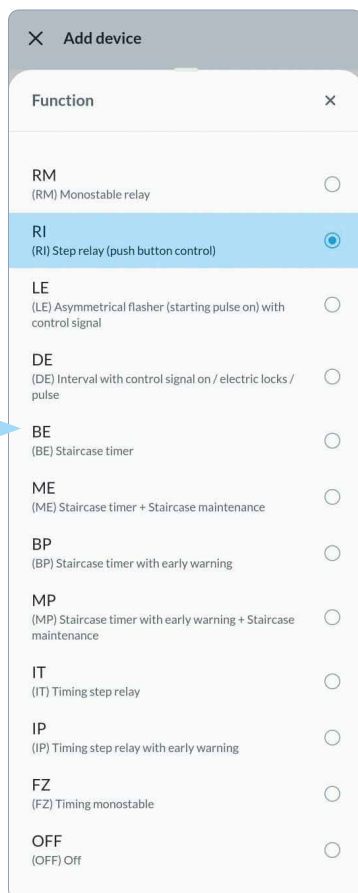 Add device
Function
RM
(RM) Monostable relay
RI
(RI) Step relay (push button control)
LE
(LE) Asymmetrical flasher (starting pulse on) with
control signal
DE
(DE) Interval with control signal on / electric locks /
pulse
BE
(BE) Staircase timer
ME
(ME) Staircase timer + Staircase maintenance
BP
(BP) Staircase timer with early warning
MP
(MP) Staircase timer with early warning + Staircase
maintenance
IT
(IT) Timing step relay
IP
(IP) Timing step relay with early warning
FZ
(FZ) Timing monostable
OFF
(OFF) Off